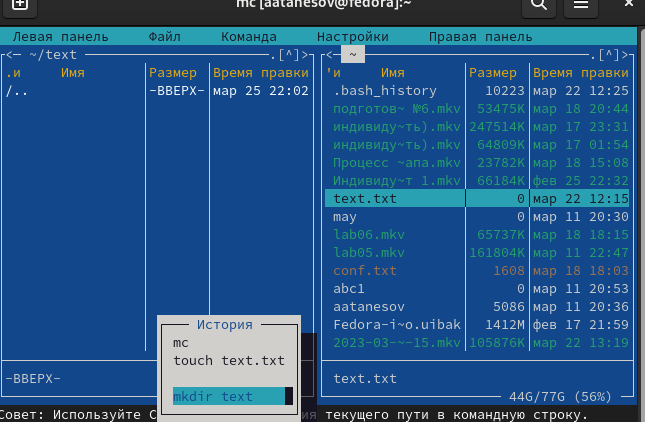 mc [aatanesov@fedora]:~
Левая панель Файл Команда Настройки Правая панель
<─ ~/text .[^]>
.и Имя Размер Время правки
/.. -ВВЕРХ- мар 25 22:02
-ВВЕРХ-
<─ ~ .[^]>
'и Имя Размер Время правки
.bash_history 10223 мар 22 12:25
подготов~ №6.mkv 53475K мар 18 20:44
индивиду~ть).mkv 247514K мар 17 23:31
индивиду~ть).mkv 64809K мар 17 01:54
Процесс ~апа.mkv 23782K мар 18 15:08
Индивиду~т 1.mkv 66184K фев 25 22:32
text.txt 0 мар 22 12:15
may 0 мар 11 20:30
lab06.mkv 65737K мар 18 18:15
lab05.mkv 161804K мар 11 22:47
conf.txt 1608 мар 18 18:03
abc1 0 мар 11 20:53
aatanesov 5086 мар 11 20:36
Fedora-i~o.uibak 1412M фев 17 21:59
2023-03-~-15.mkv 105876K мар 22 13:19
text.txt
44G/77G (56%)
История
mc
touch text.txt
mkdir text
Совет: Используйте C ия текущего пути в командную строку.